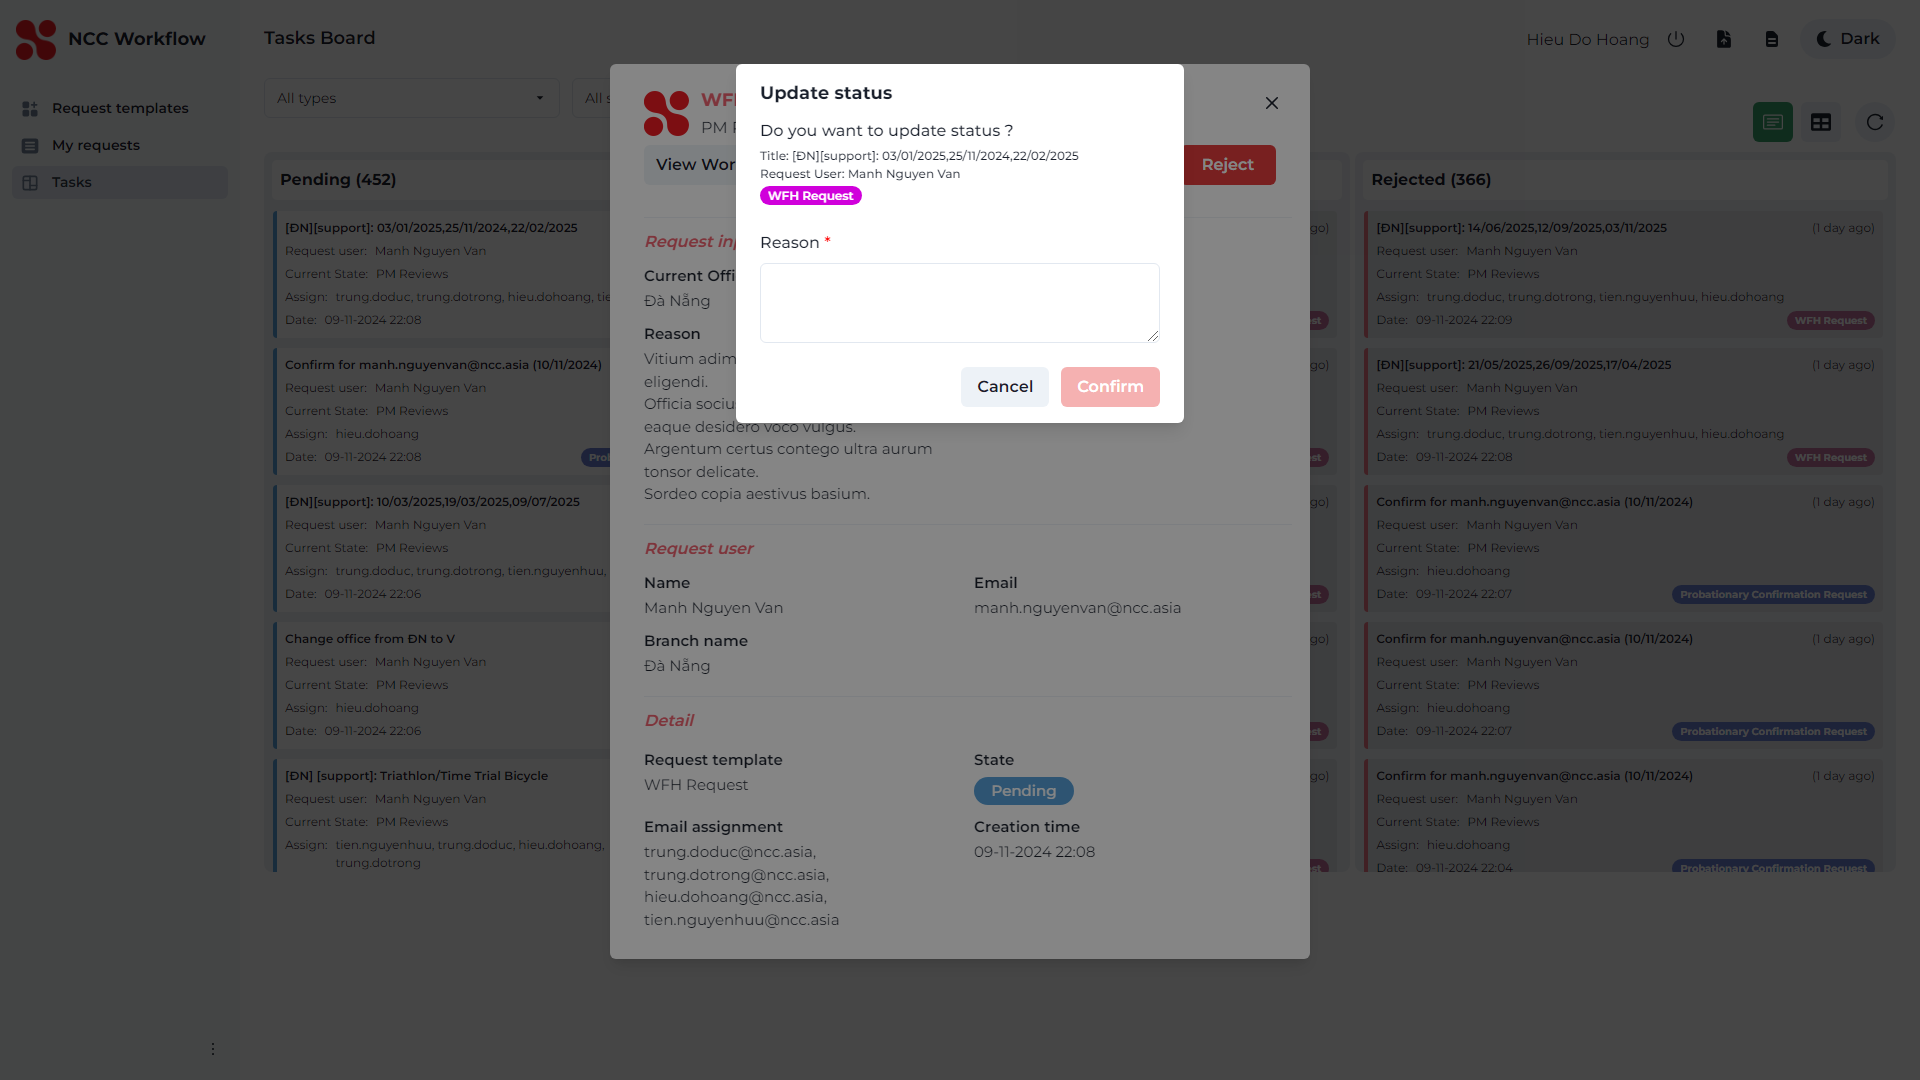 NCC Workflow
Request templates
My requests
Tasks
Tasks Board
Hieu Do Hoang
Dark
All types
All
Pending (452)
[ĐN][support]: 03/01/2025,25/11/2024,22/02/2025
Request user: Manh Nguyen Van
Current State: PM Reviews
Assign: trung.doduc, trung.dotrong, hieu.dohoang,
Date: 09-11-2024 22:08
Confirm for manh.nguyenvan@ncc.asia (10/11/2024)
Request user: Manh Nguyen Van
Current State: PM Reviews
Assign: hieu.dohoang
Date: 09-11-2024 22:08
[ĐN][support]: 10/03/2025,19/03/2025,09/07/2025
Request user: Manh Nguyen Van
Current State: PM Reviews
Assign: trung.doduc, trung.dotrong, tien.nguyenhuu,
Date: 09-11-2024 22:06
Change office from ĐN to V
Request user: Manh Nguyen Van
Current State: PM Reviews
Assign: hieu.dohoang
Date: 09-11-2024 22:06
[ĐN] [support]: Triathlon/Time Trial Bicycle
Request user: Manh Nguyen Van
Current State: PM Reviews
Assign: tien.nguyenhuu, trung.doduc, hieu.dohoang,
trung.dotrong
PM
View
Reject
Request
Current
Đà Nẵng
Reason
Vitium
eligendi.
Officia
eaque desidero voco vulgus.
Argentum certus contego ultra aurum
tonsor delicate.
Sordeo copia aestivus basium.
Request user
Name
Manh Nguyen Van
Email
manh.nguyenvan@ncc.asia
Branch name
Đà Nẵng
Detail
Request template
WFH Request
State
Pending
Email assignment
trung.doduc@ncc.asia,
trung.dotrong@ncc.asia,
hieu.dohoang@ncc.asia,
tien.nguyenhuu@ncc.asia
Creation time
09-11-2024 22:08
Update status
Do you want to update status ?
Title: [ĐN][support]: 03/01/2025,25/11/2024,22/02/2025
Request User: Manh Nguyen Van
WFH Request
Reason *
Cancel
Confirm
Rejected (366)
[ĐN][support]: 14/06/2025,12/09/2025,03/11/2025 (1 day ago)
Request user: Manh Nguyen Van
Current State: PM Reviews
Assign: trung.doduc, trung.dotrong, tien.nguyenhuu, hieu.dohoang
Date: 09-11-2024 22:09 WFH Request
[ĐN][support]: 21/05/2025,26/09/2025,17/04/2025 (1 day ago)
Request user: Manh Nguyen Van
Current State: PM Reviews
Assign: trung.doduc, trung.dotrong, tien.nguyenhuu, hieu.dohoang
Date: 09-11-2024 22:08 WFH Request
Confirm for manh.nguyenvan@ncc.asia (10/11/2024) (1 day ago)
Request user: Manh Nguyen Van
Current State: PM Reviews
Assign: hieu.dohoang
Date: 09-11-2024 22:07 Probationary Confirmation Request
Confirm for manh.nguyenvan@ncc.asia (10/11/2024) (1 day ago)
Request user: Manh Nguyen Van
Current State: PM Reviews
Assign: hieu.dohoang
Date: 09-11-2024 22:07 Probationary Confirmation Request
Confirm for manh.nguyenvan@ncc.asia (10/11/2024) (1 day ago)
Request user: Manh Nguyen Van
Current State: PM Reviews
Assign: hieu.dohoang
Date: 09-11-2024 22:04 Probationary Confirmation Request